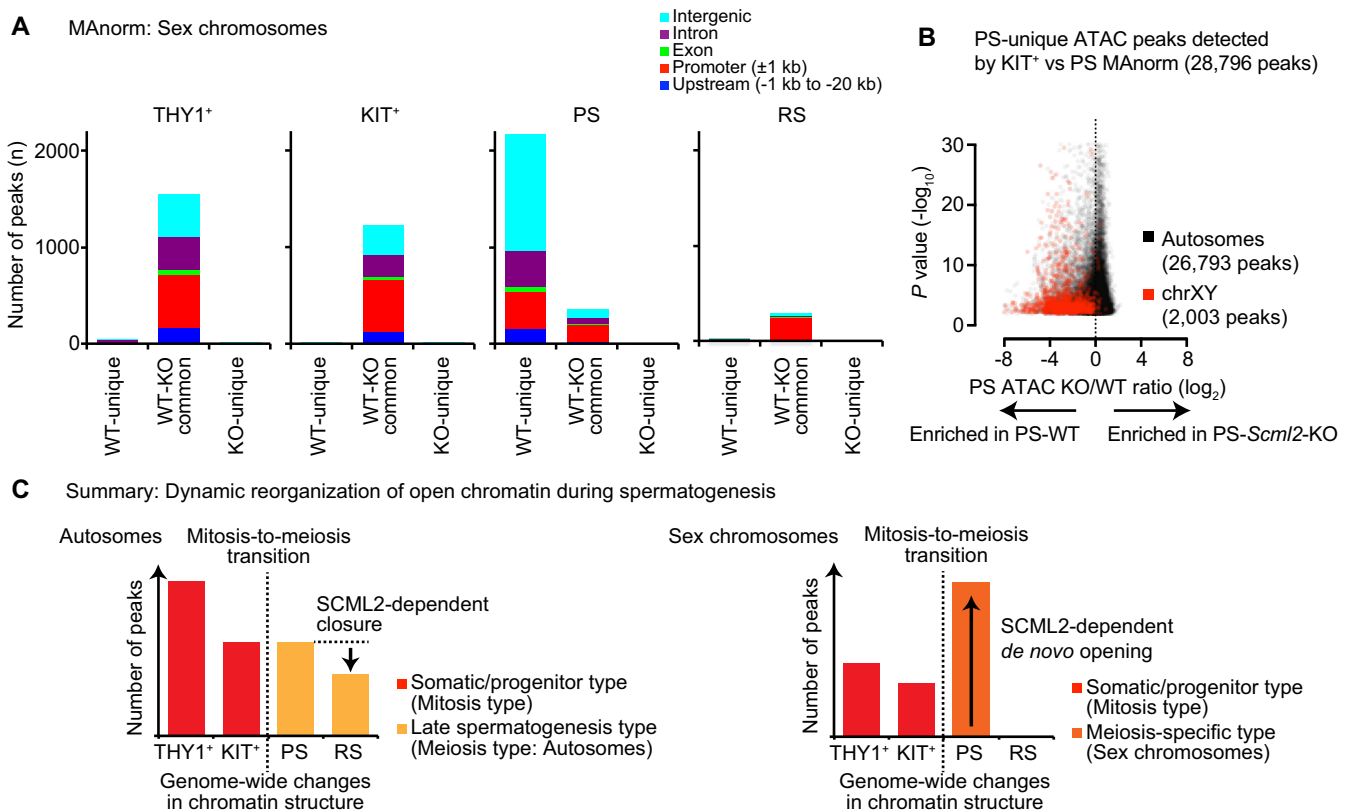 A
MAnorm: Sex chromosomes
Intergenic
Intron
Exon
Promoter (±1 kb)
Upstream (-1 kb to -20 kb)
THY1⁺
KIT⁺
PS
RS
Number of peaks (n)
2000
1000
0
WT-unique
WT-KO
common
KO-unique
WT-unique
WT-KO
common
KO-unique
WT-unique
WT-KO
common
KO-unique
WT-unique
WT-KO
common
KO-unique
B
PS-unique ATAC peaks detected
by KIT⁺ vs PS MAnorm (28,796 peaks)
P value (-log₁₀)
30
20
10
0
-8
-4
0
4
8
Autosomes
(26,793 peaks)
chrXY
(2,003 peaks)
PS ATAC KO/WT ratio (log₂)
Enriched in PS-WT
Enriched in PS-Scml2-KO
C
Summary: Dynamic reorganization of open chromatin during spermatogenesis
Autosomes
Mitosis-to-meiosis
transition
Number of peaks
SCML2-dependent
closure
Somatic/progenitor type
(Mitosis type)
Late spermatogenesis type
(Meiosis type: Autosomes)
THY1⁺
KIT⁺
PS
RS
Genome-wide changes
in chromatin structure
Sex chromosomes
Mitosis-to-meiosis
transition
Number of peaks
SCML2-dependent
de novo opening
Somatic/progenitor type
(Mitosis type)
Meiosis-specific type
(Sex chromosomes)
THY1⁺
KIT⁺
PS
RS
Genome-wide changes
in chromatin structure